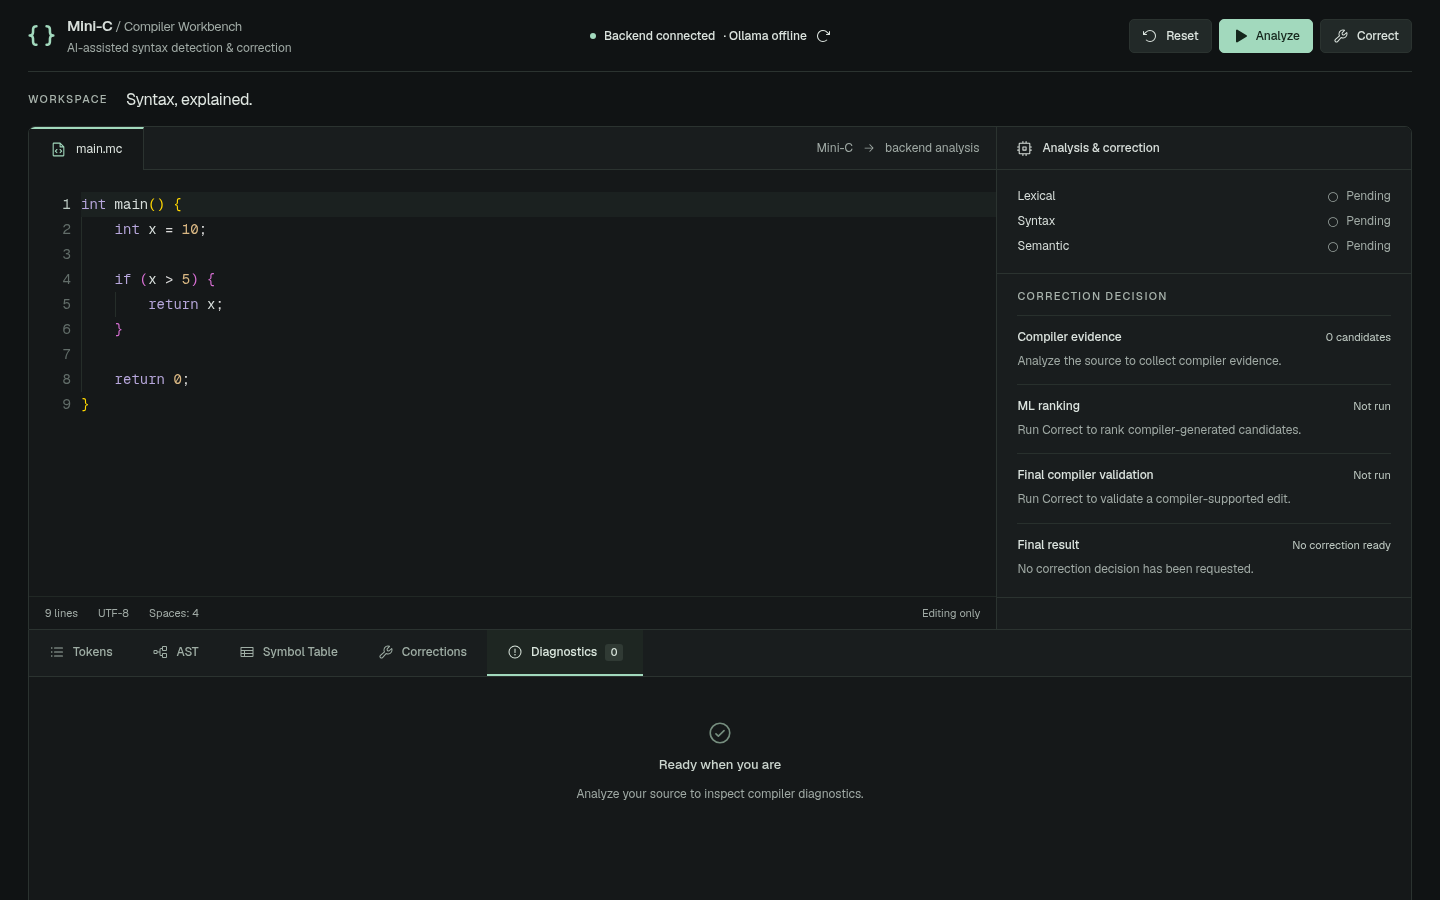 { } Mini-C / Compiler Workbench
AI-assisted syntax detection & correction
Backend connected · Ollama offline
Reset
Analyze
Correct
WORKSPACE Syntax, explained.
main.mc
Mini-C → backend analysis
1 int main() {
2     int x = 10;
3
4     if (x > 5) {
5         return x;
6     }
7
8     return 0;
9 }
9 lines UTF-8 Spaces: 4 Editing only
Analysis & correction
Lexical Pending
Syntax Pending
Semantic Pending
CORRECTION DECISION
Compiler evidence 0 candidates
Analyze the source to collect compiler evidence.
ML ranking Not run
Run Correct to rank compiler-generated candidates.
Final compiler validation Not run
Run Correct to validate a compiler-supported edit.
Final result No correction ready
No correction decision has been requested.
Tokens AST Symbol Table Corrections Diagnostics 0
Ready when you are
Analyze your source to inspect compiler diagnostics.